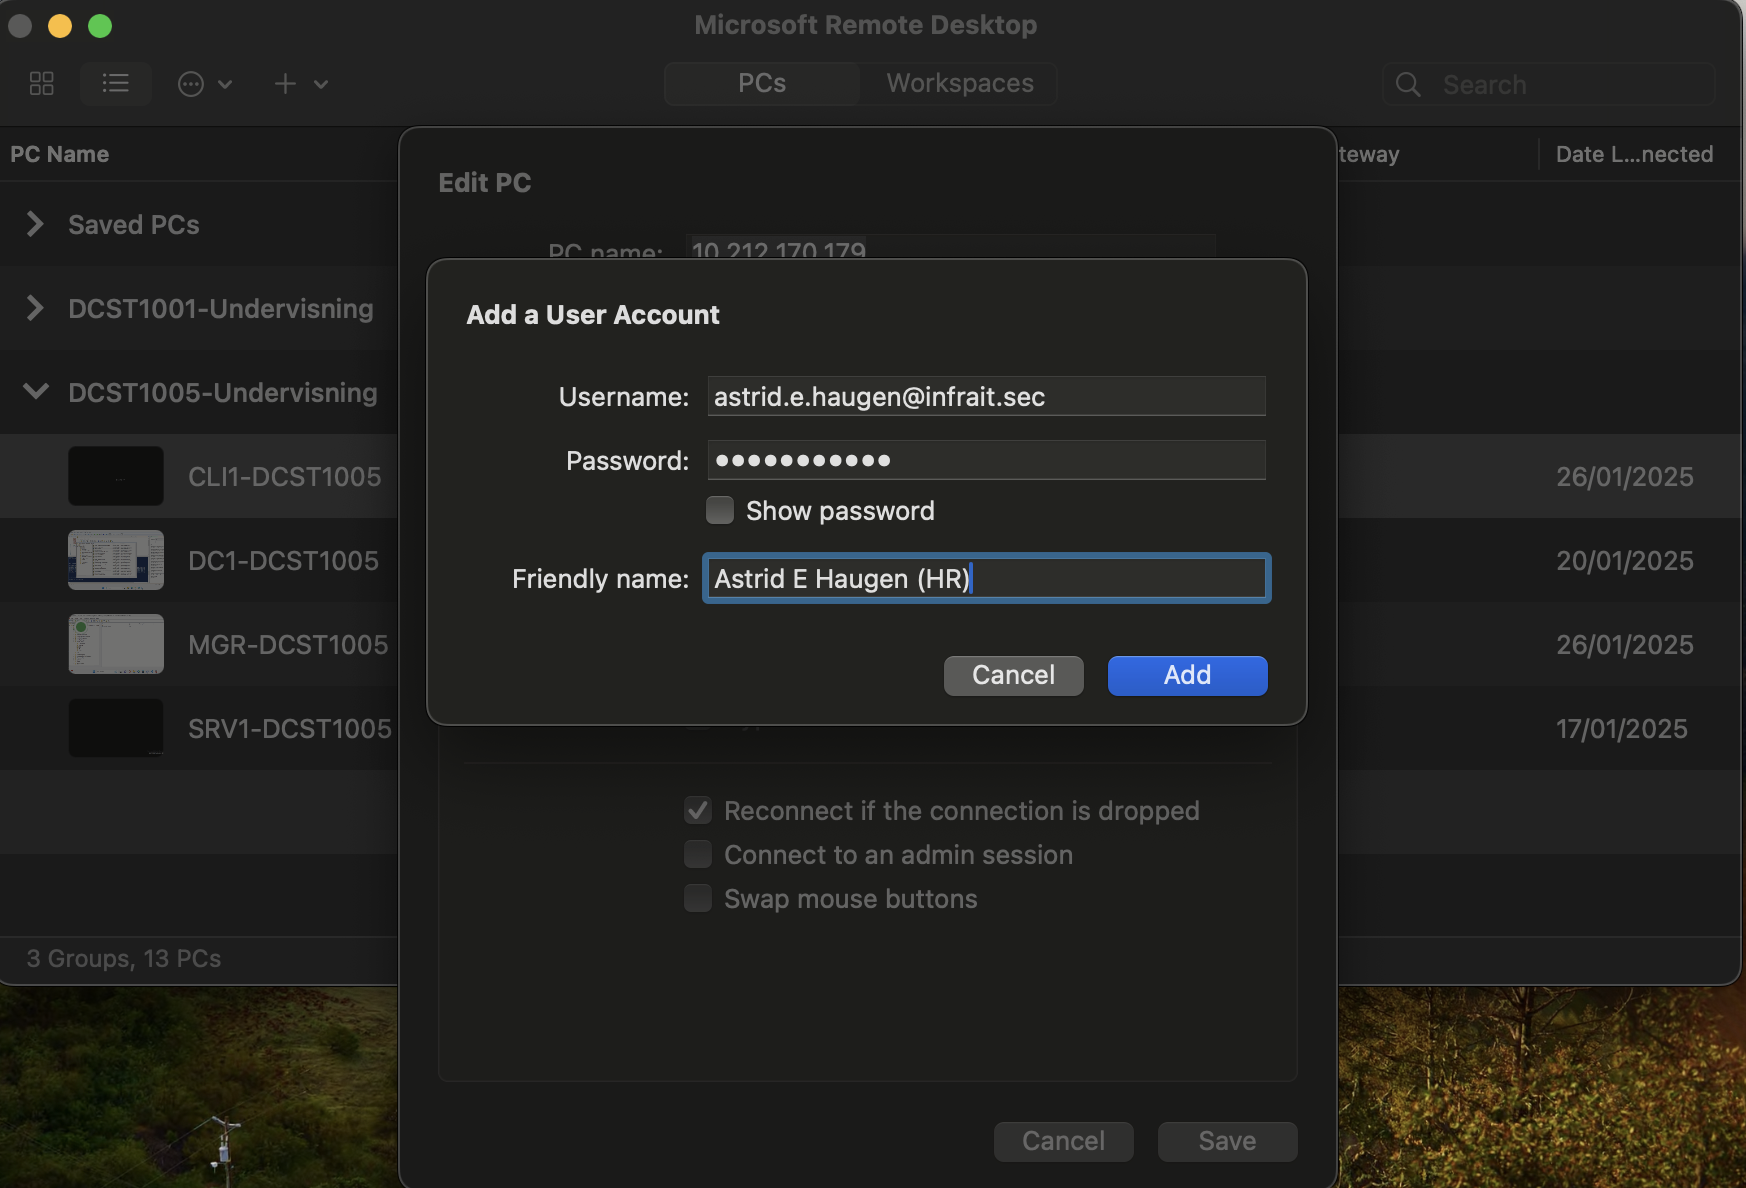 Microsoft Remote Desktop
PCs
Workspaces
Search
PC Name
teway
Date L...nected
Saved PCs
DCST1001-Undervisning
DCST1005-Undervisning
CLI1-DCST1005
26/01/2025
DC1-DCST1005
20/01/2025
MGR-DCST1005
26/01/2025
SRV1-DCST1005
17/01/2025
3 Groups, 13 PCs
Edit PC
PC name: 10.212.170.179
Add a User Account
Username: astrid.e.haugen@infrait.sec
Password: ●●●●●●●●●●●
Show password
Friendly name: Astrid E Haugen (HR)
Cancel
Add
Reconnect if the connection is dropped
Connect to an admin session
Swap mouse buttons
Cancel
Save